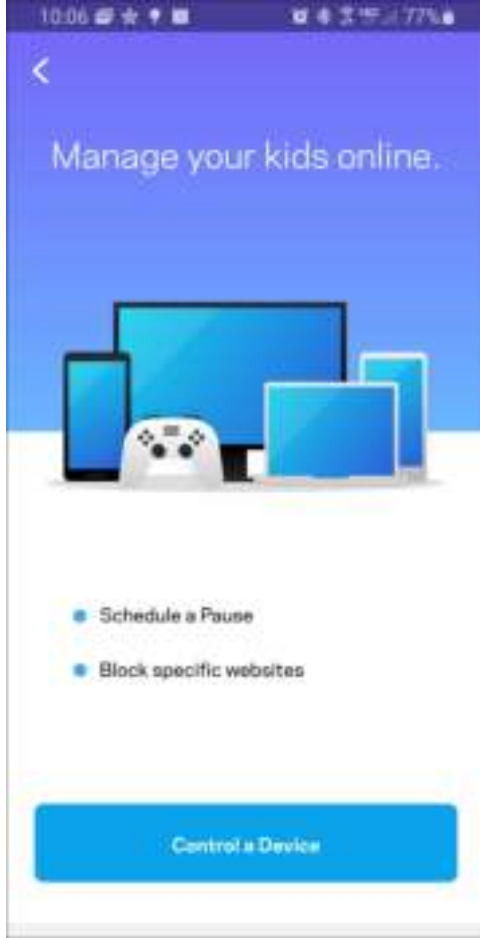 10:06 77%
Manage your kids online.
Schedule a Pause
Block specific websites
Control a Device